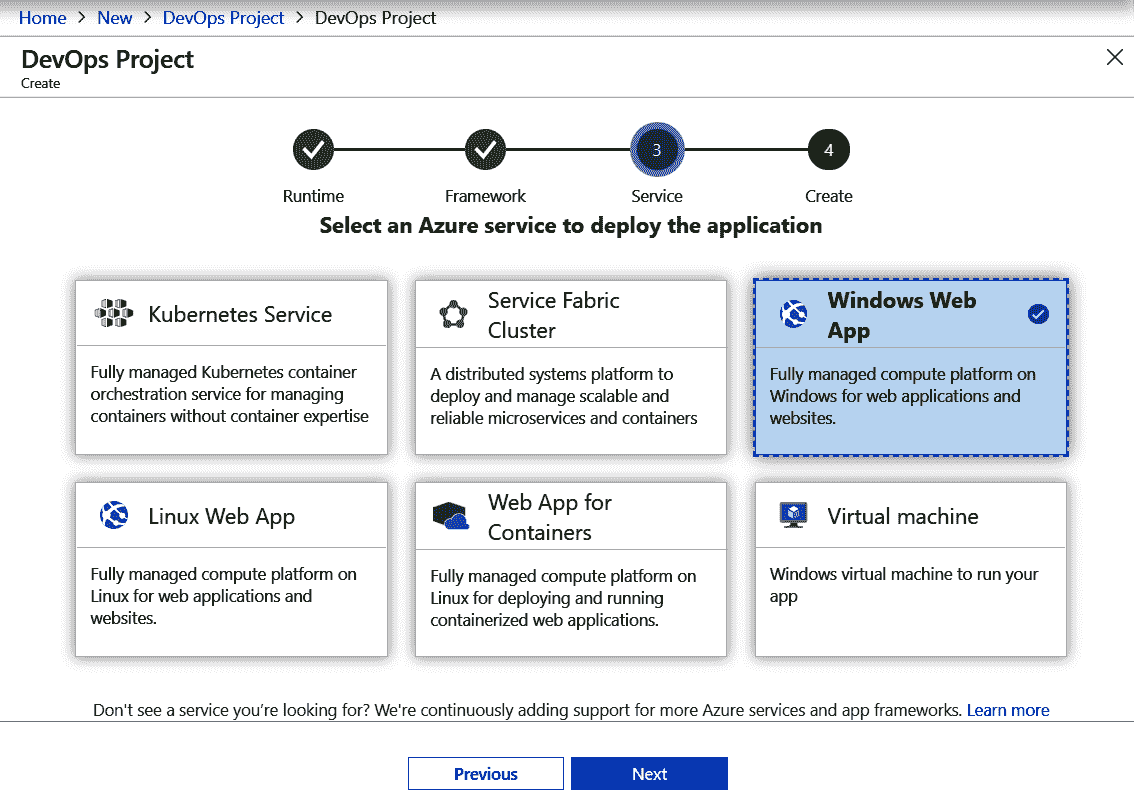 Home > New > DevOps Project > DevOps Project
DevOps Project
Create
3
4
Runtime
Framework
Service
Create
Select an Azure service to deploy the application
Kubernetes Service
Fully managed Kubernetes container
orchestration service for managing
containers without container expertise
Service Fabric
Cluster
A distributed systems platform to
deploy and manage scalable and
reliable microservices and containers
Windows Web
App
Fully managed compute platform on
Windows for web applications and
websites.
Linux Web App
Fully managed compute platform on
Linux for web applications and
websites.
Web App for
Containers
Fully managed compute platform on
Linux for deploying and running
containerized web applications.
Virtual machine
Windows virtual machine to run your
app
Don't see a service you’re looking for? We're continuously adding support for more Azure services and app frameworks. Learn more
Previous
Next